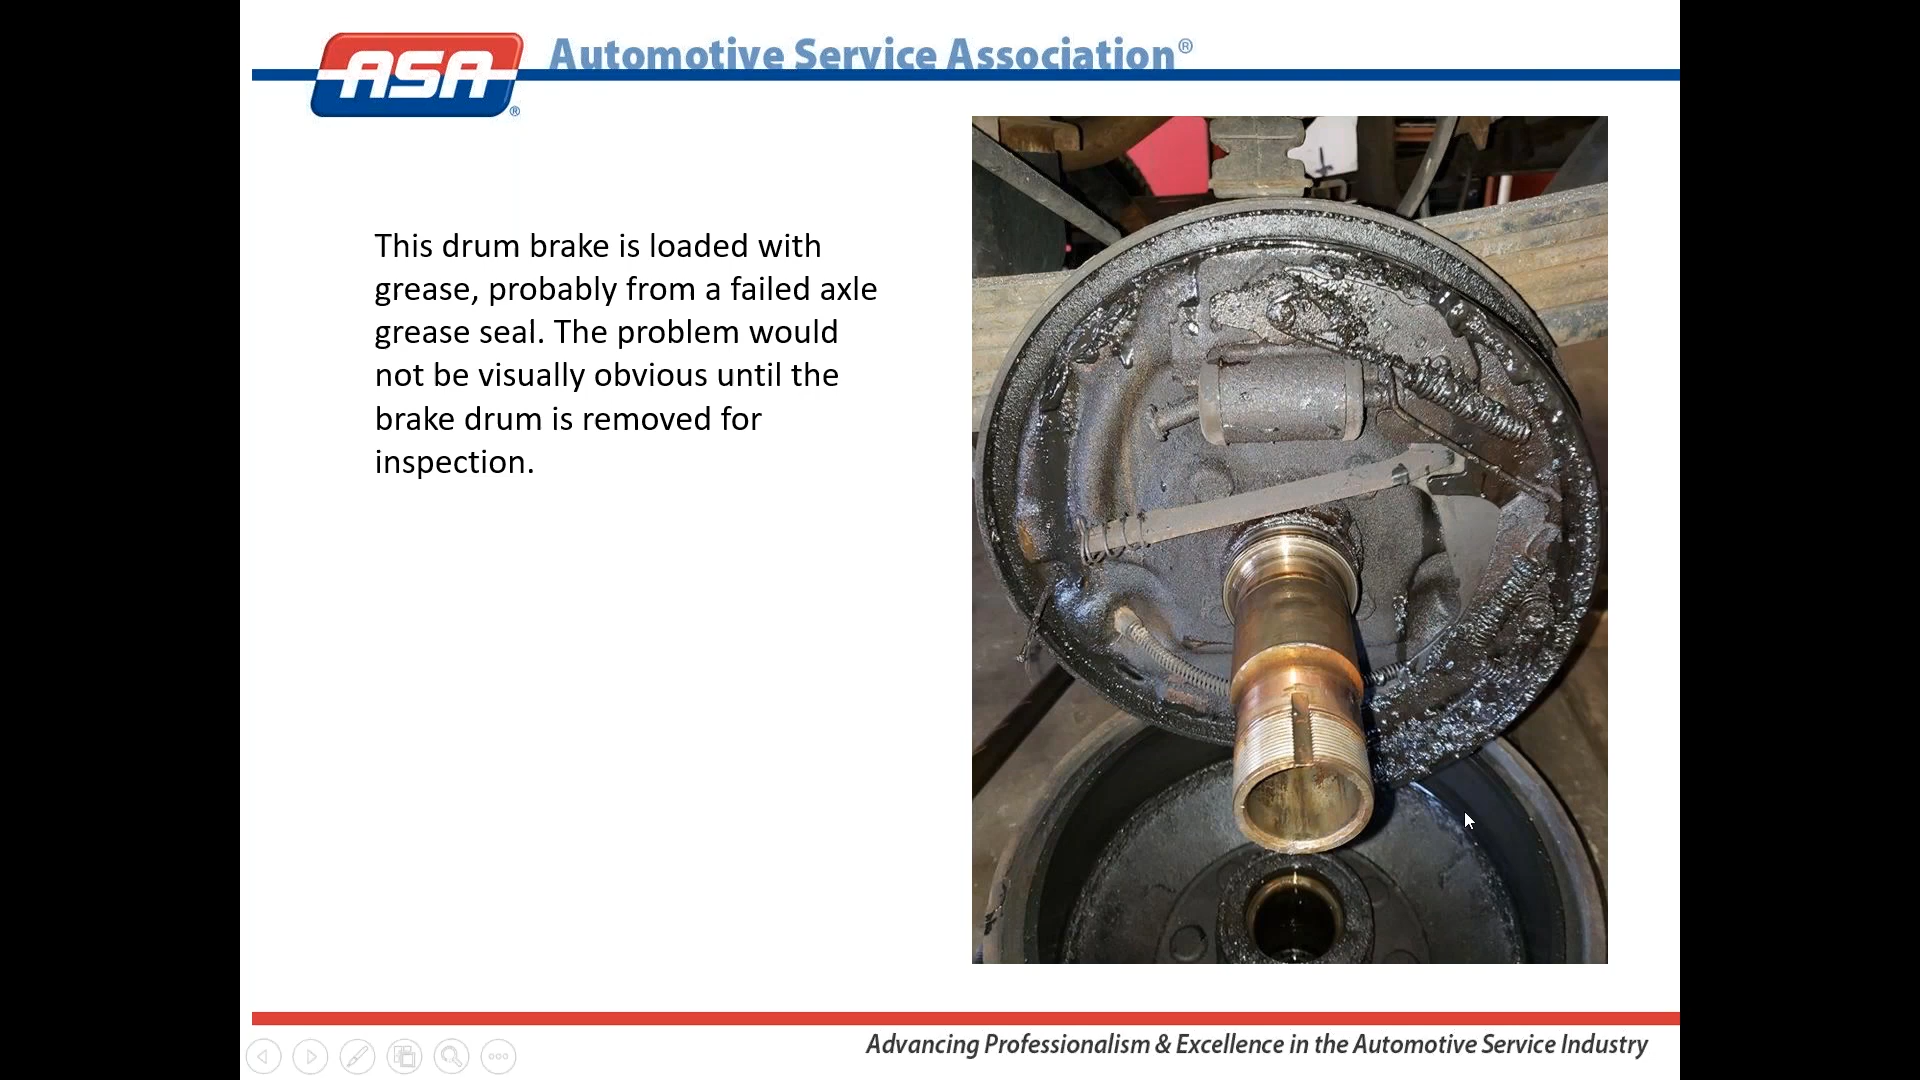 ASA®
Automotive Service Association®
This drum brake is loaded with
grease, probably from a failed axle
grease seal. The problem would
not be visually obvious until the
brake drum is removed for
inspection.
Advancing Professionalism & Excellence in the Automotive Service Industry